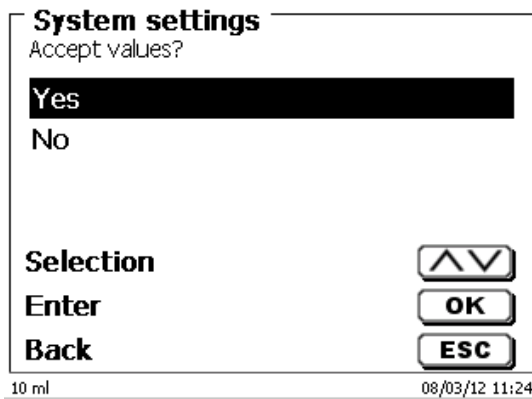 System settings
Accept values?
Yes
No
Selection
Enter OK
Back ESC
10 ml 08/03/12 11:24